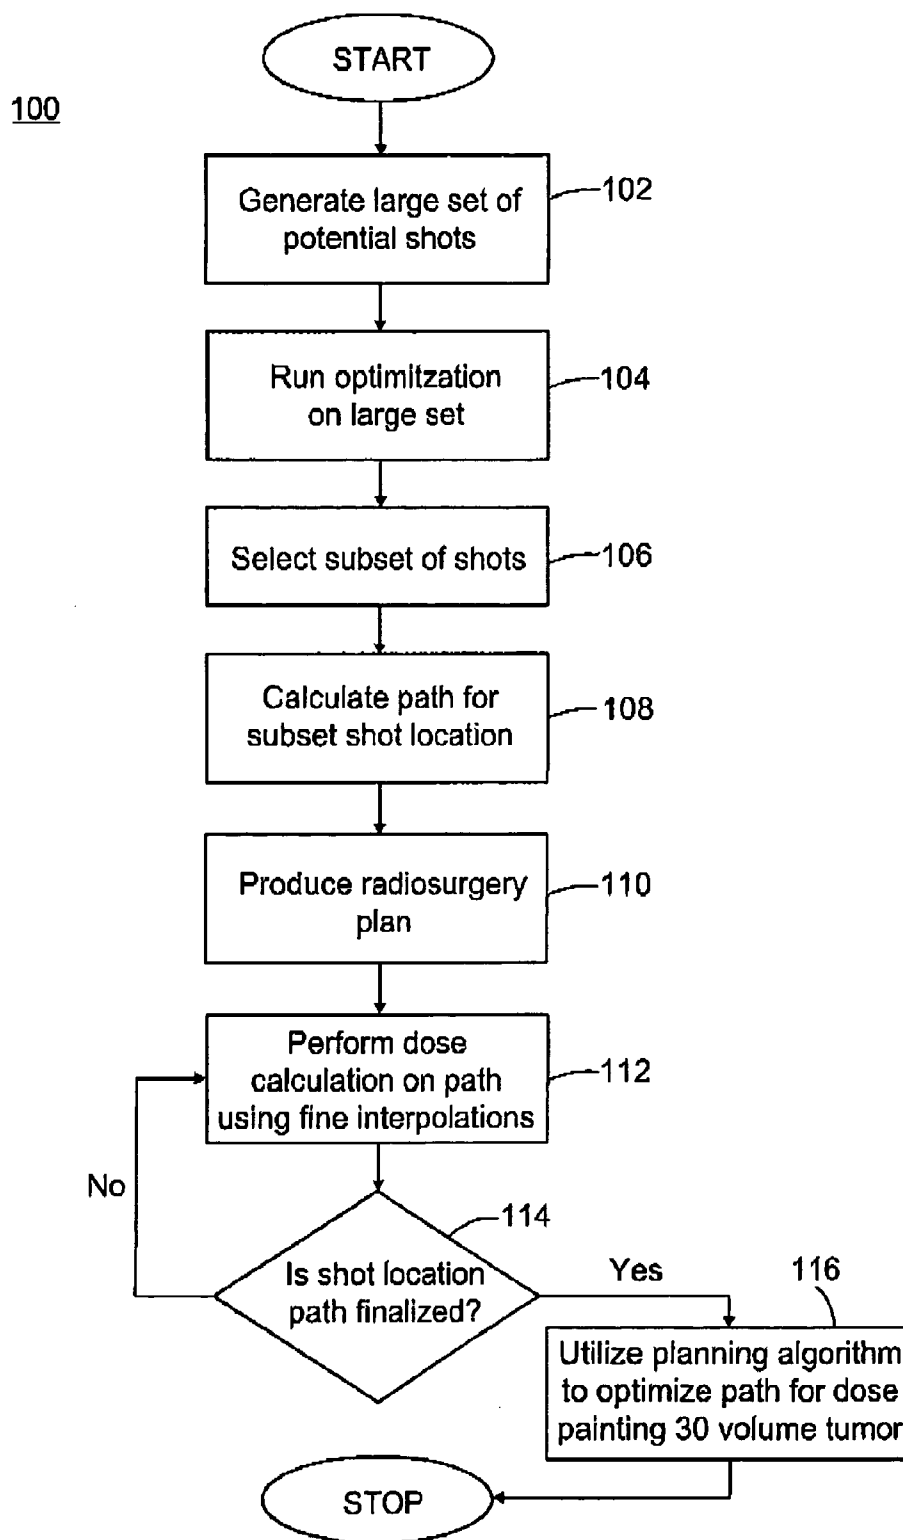 START
100
Generate large set of
potential shots
102
Run optimitzation
on large set
104
Select subset of shots
106
Calculate path for
subset shot location
108
Produce radiosurgery
plan
110
Perform dose
calculation on path
using fine interpolations
112
No
114
Is shot location
path finalized?
Yes
116
Utilize planning algorithm
to optimize path for dose
painting 30 volume tumor
STOP